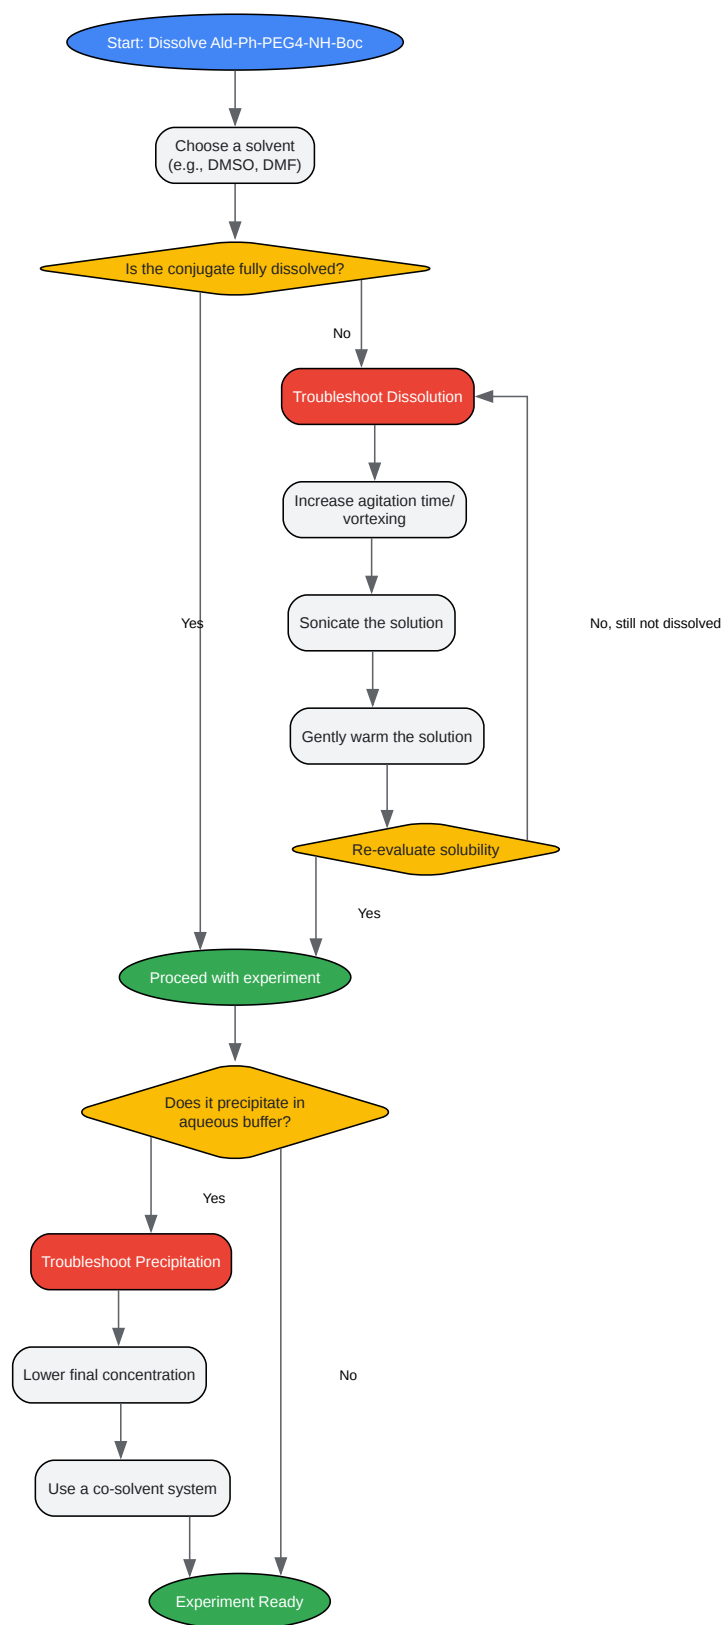 Start: Dissolve Ald-Ph-PEG4-NH-Boc
Choose a solvent
(e.g., DMSO, DMF)
Is the conjugate fully dissolved?
No
Troubleshoot Dissolution
Increase agitation time/
vortexing
Yes
Sonicate the solution
No, still not dissolved
Gently warm the solution
Re-evaluate solubility
Yes
Proceed with experiment
Does it precipitate in
aqueous buffer?
Yes
Troubleshoot Precipitation
Lower final concentration
No
Use a co-solvent system
Experiment Ready